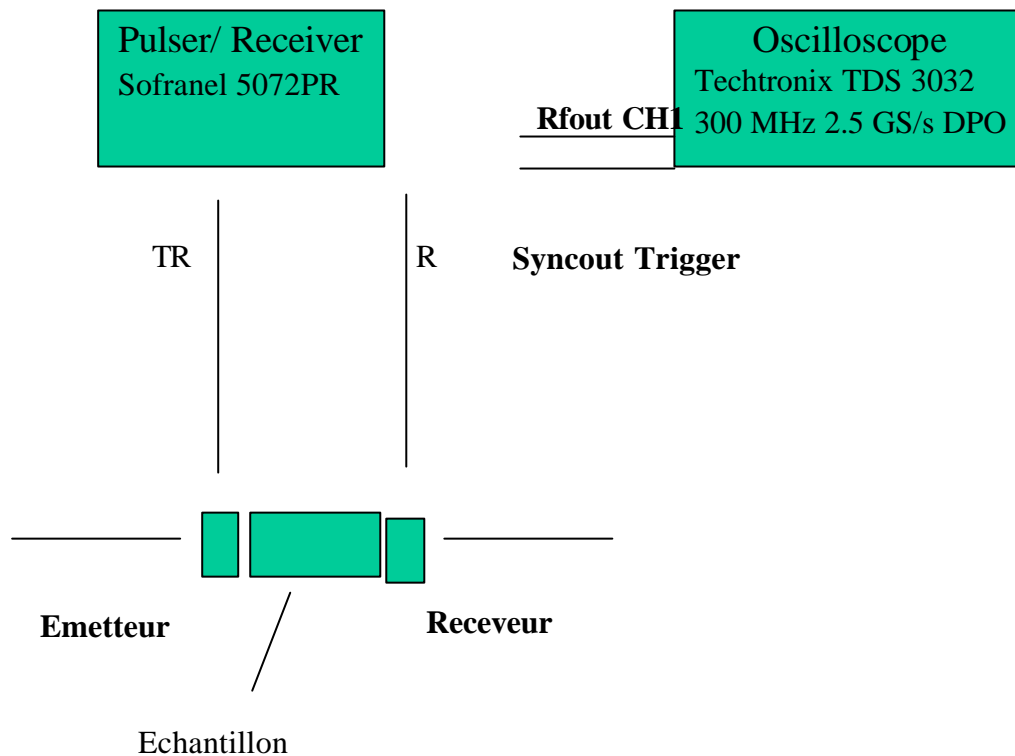 Pulser/ Receiver
Sofranel 5072PR
Oscilloscope
Techtronix TDS 3032
300 MHz 2.5 GS/s DPO
Rfout CH1
TR
R
Syncout Trigger
Emetteur
Receveur
Echantillon